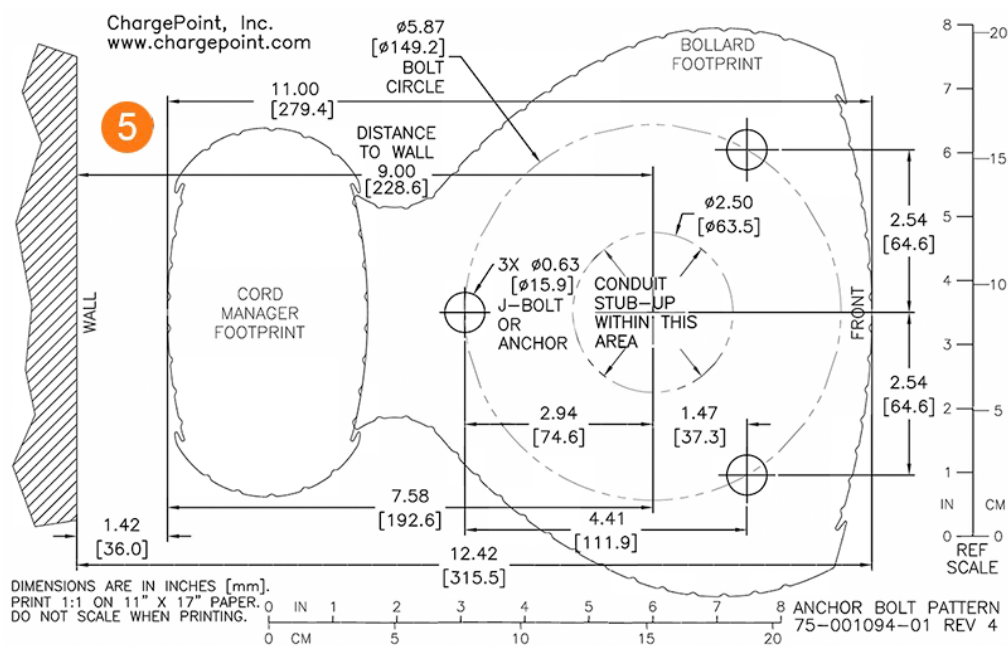 ChargePoint, Inc.
www.chargepoint.com
5
ø5.87
[ø149.2]
BOLT
CIRCLE
BOLLARD
FOOTPRINT
11.00
[279.4]
DISTANCE
TO WALL
9.00
[228.6]
ø2.50
[ø63.5]
2.54
[64.6]
3X ø0.63
[ø15.9]
J-BOLT
OR
ANCHOR
CONDUIT
STUB-UP
WITHIN THIS
AREA
WALL
CORD
MANAGER
FOOTPRINT
FRONT
2.54
[64.6]
2.94
[74.6]
1.47
[37.3]
7.58
[192.6]
4.41
[111.9]
1.42
[36.0]
12.42
[315.5]
8
7
6
5
4
3
2
1
IN
0
20
15
10
5
CM
0
REF
SCALE
DIMENSIONS ARE IN INCHES [mm].
PRINT 1:1 ON 11" X 17" PAPER.
DO NOT SCALE WHEN PRINTING.
0 IN 1 2 3 4 5 6 7 8
0 CM 5 10 15 20
ANCHOR BOLT PATTERN
75-001094-01 REV 4